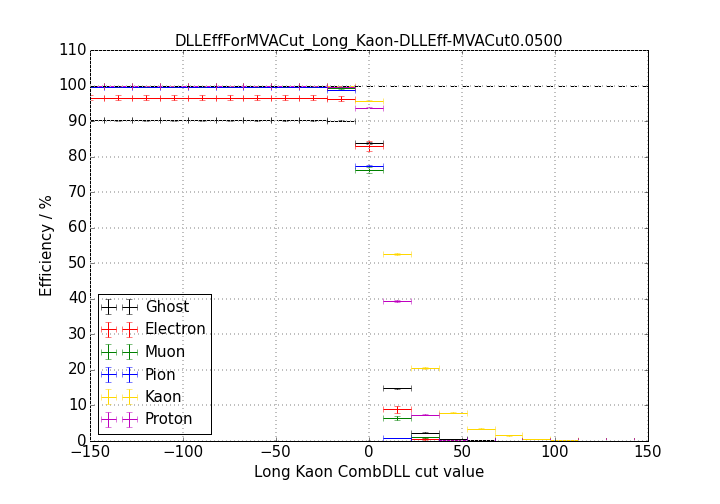 DLLEffForMVACut_Long_Kaon-DLLEff-MVACut0.0500
110
100
90
80
70
60
50
40
30
20
10
0
Efficiency / %
Ghost
Electron
Muon
Pion
Kaon
Proton
−150 −100 −50 0 50 100 150
Long Kaon CombDLL cut value